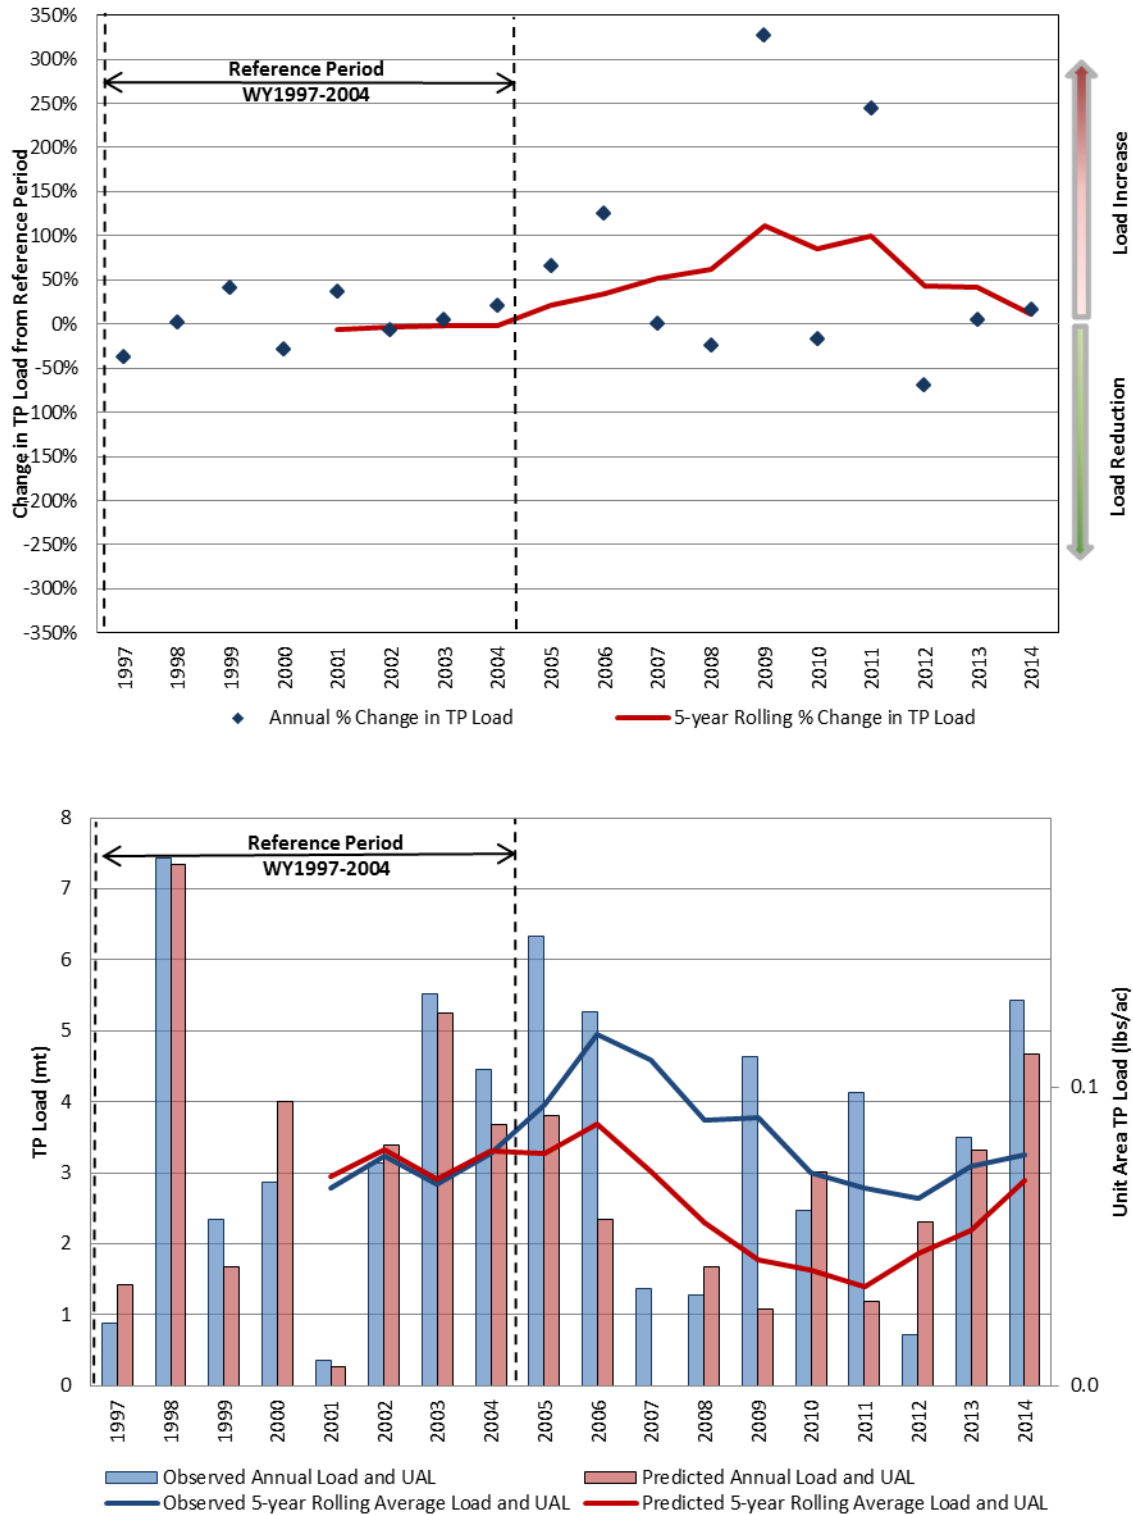 350%
300%
250%
200%
150%
100%
50%
0%
-50%
-100%
-150%
-200%
-250%
-300%
-350%
Change in TP Load from Reference Period
Reference Period
WY1997-2004
Load Increase
Load Reduction
1997 1998 1999 2000 2001 2002 2003 2004 2005 2006 2007 2008 2009 2010 2011 2012 2013 2014
Annual % Change in TP Load 5-year Rolling % Change in TP Load
8
7
6
5
4
3
2
1
0
TP Load (mt)
Reference Period
WY1997-2004
0.1
0.0
Unit Area TP Load (lbs/ac)
1997 1998 1999 2000 2001 2002 2003 2004 2005 2006 2007 2008 2009 2010 2011 2012 2013 2014
Observed Annual Load and UAL Predicted Annual Load and UAL
Observed 5-year Rolling Average Load and UAL Predicted 5-year Rolling Average Load and UAL